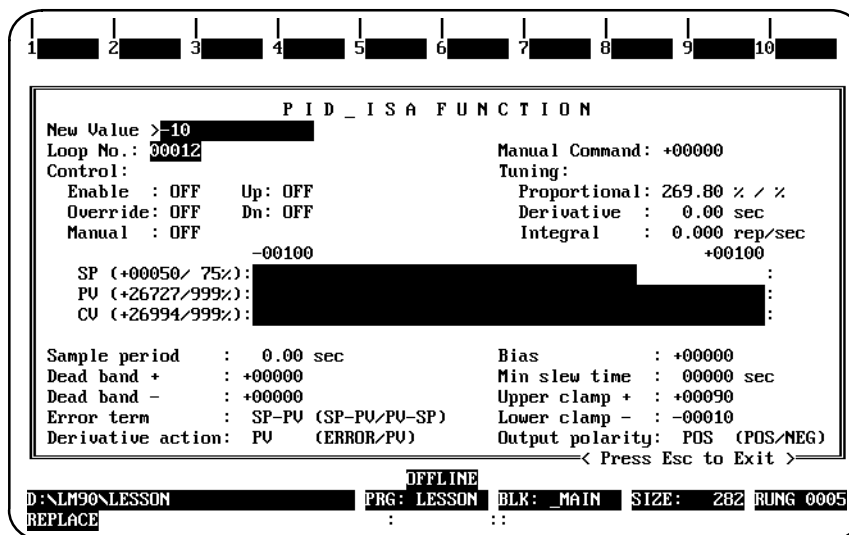 1 2 3 4 5 6 7 8 9 10
P I D _ I S A F U N C T I O N
New Value >-10
Loop No.: 00012 Manual Command: +00000
Control: Tuning:
Enable : OFF Up: OFF Proportional: 269.80 % / %
Override: OFF Dn: OFF Derivative : 0.00 sec
Manual : OFF Integral : 0.000 rep/sec
-00100 +00100
SP (+00050/ 75%): :
PV (+26727/999%): :
CV (+26994/999%): :
Sample period : 0.00 sec Bias : +00000
Dead band + : +00000 Min slew time : 00000 sec
Dead band - : +00000 Upper clamp + : +00090
Error term : SP-PV (SP-PV/PV-SP) Lower clamp - : -00010
Derivative action: PV (ERROR/PV) Output polarity: POS (POS/NEG)
< Press Esc to Exit >
OFFLINE
D:\LM90\LESSON PRG: LESSON BLK: _MAIN SIZE: 282 RUNG 0005
REPLACE : ::